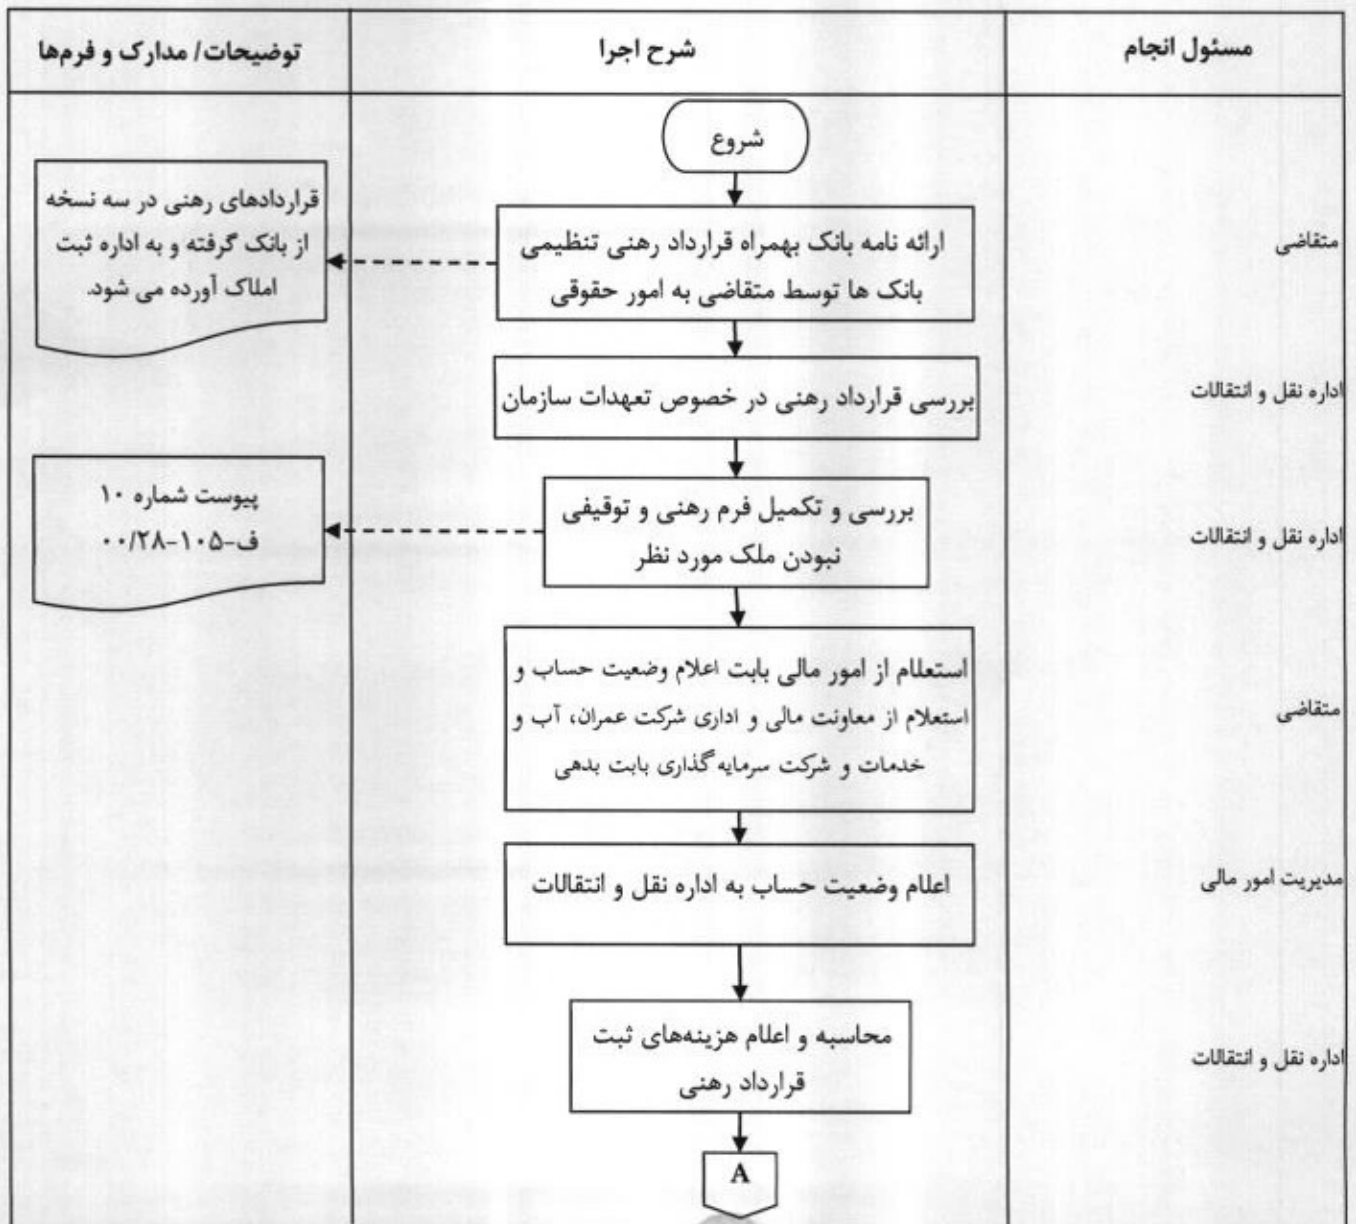 مسئول انجام
شرح اجرا
توضیحات/ مدارک و فرم‌ها
شروع
متقاضی
ارائه نامه بانک بهمراه قرارداد رهنی تنظیمی
بانک ها توسط متقاضی به امور حقوقی
قراردادهای رهنی در سه نسخه
از بانک گرفته و به اداره ثبت
املاک آورده می شود.
اداره نقل و انتقالات
بررسی قرارداد رهنی در خصوص تعهدات سازمان
اداره نقل و انتقالات
بررسی و تکمیل فرم رهنی و توقیفی
نبودن ملک مورد نظر
پیوست شماره ۱۰
ف-۱۰۵-۰۰/۲۸
متقاضی
استعلام از امور مالی بابت اعلام وضعیت حساب و
استعلام از معاونت مالی و اداری شرکت عمران، آب و
خدمات و شرکت سرمایه گذاری بابت بدهی
مدیریت امور مالی
اعلام وضعیت حساب به اداره نقل و انتقالات
اداره نقل و انتقالات
محاسبه و اعلام هزینه‌های ثبت
قرارداد رهنی
A